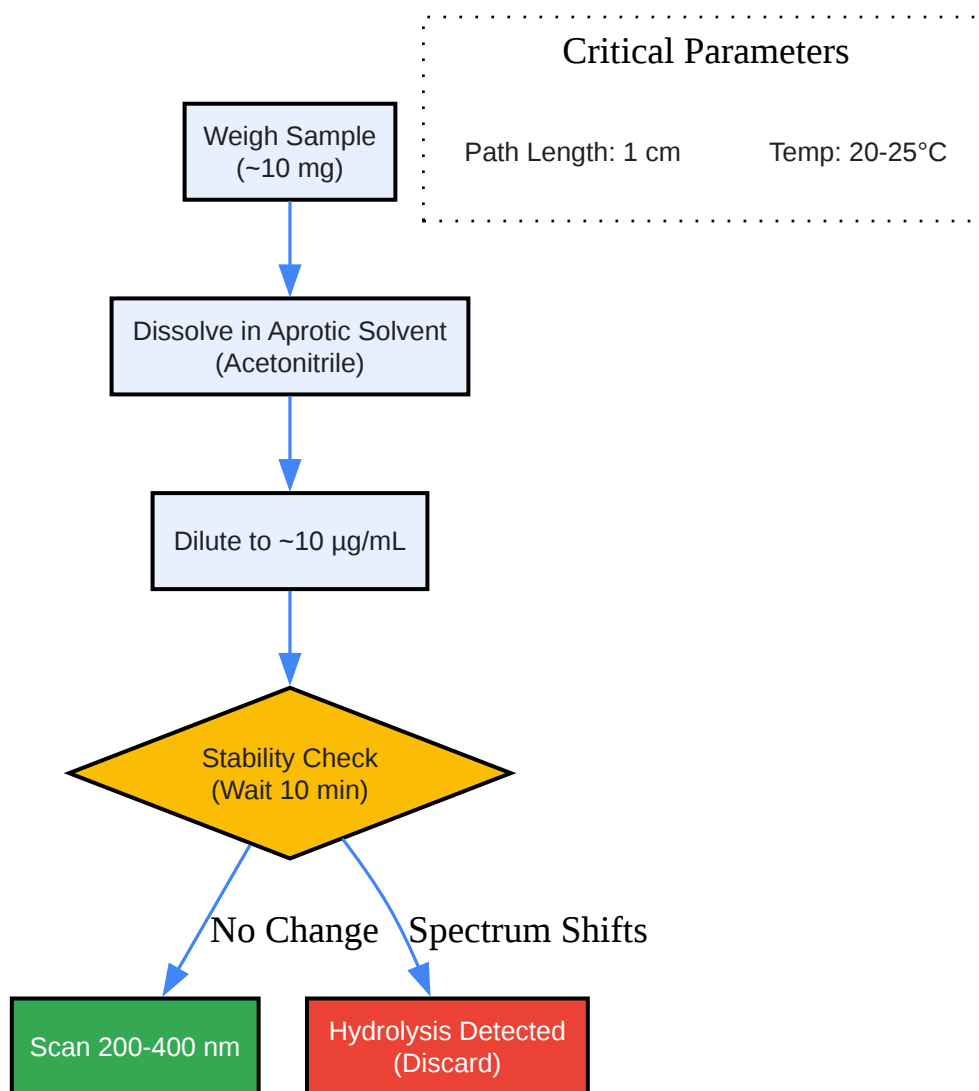 Critical Parameters
Path Length: 1 cm
Temp: 20-25°C
Weigh Sample
(~10 mg)
Dissolve in Aprotic Solvent
(Acetonitrile)
Dilute to ~10 µg/mL
Stability Check
(Wait 10 min)
No Change
Spectrum Shifts
Scan 200-400 nm
Hydrolysis Detected
(Discard)